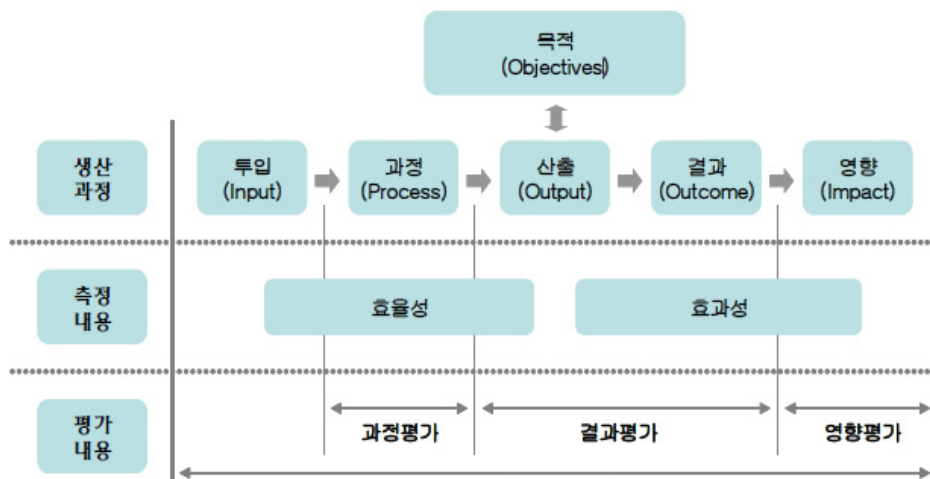 목적
(Objectives)
생산
과정
투입
(Input)
과정
(Process)
산출
(Output)
결과
(Outcome)
영향
(Impact)
측정
내용
효율성
효과성
평가
내용
과정평가
결과평가
영향평가